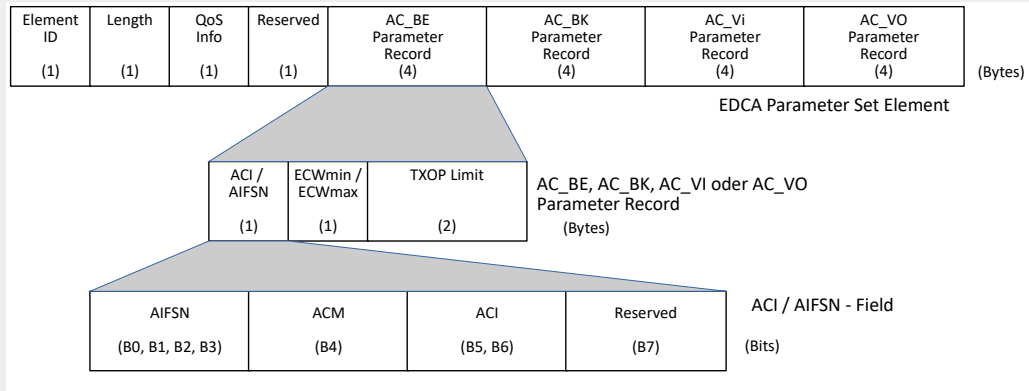 Element ID (1)
Length (1)
QoS Info (1)
Reserved (1)
AC_BE Parameter Record (4)
AC_BK Parameter Record (4)
AC_Vi Parameter Record (4)
AC_VO Parameter Record (4)
(Bytes)
EDCA Parameter Set Element
ACI / AIFSN (1)
ECWmin / ECWmax (1)
TXOP Limit (2)
AC_BE, AC_BK, AC_VI oder AC_VO
Parameter Record
(Bytes)
AIFSN (B0, B1, B2, B3)
ACM (B4)
ACI (B5, B6)
Reserved (B7)
ACI / AIFSN - Field
(Bits)